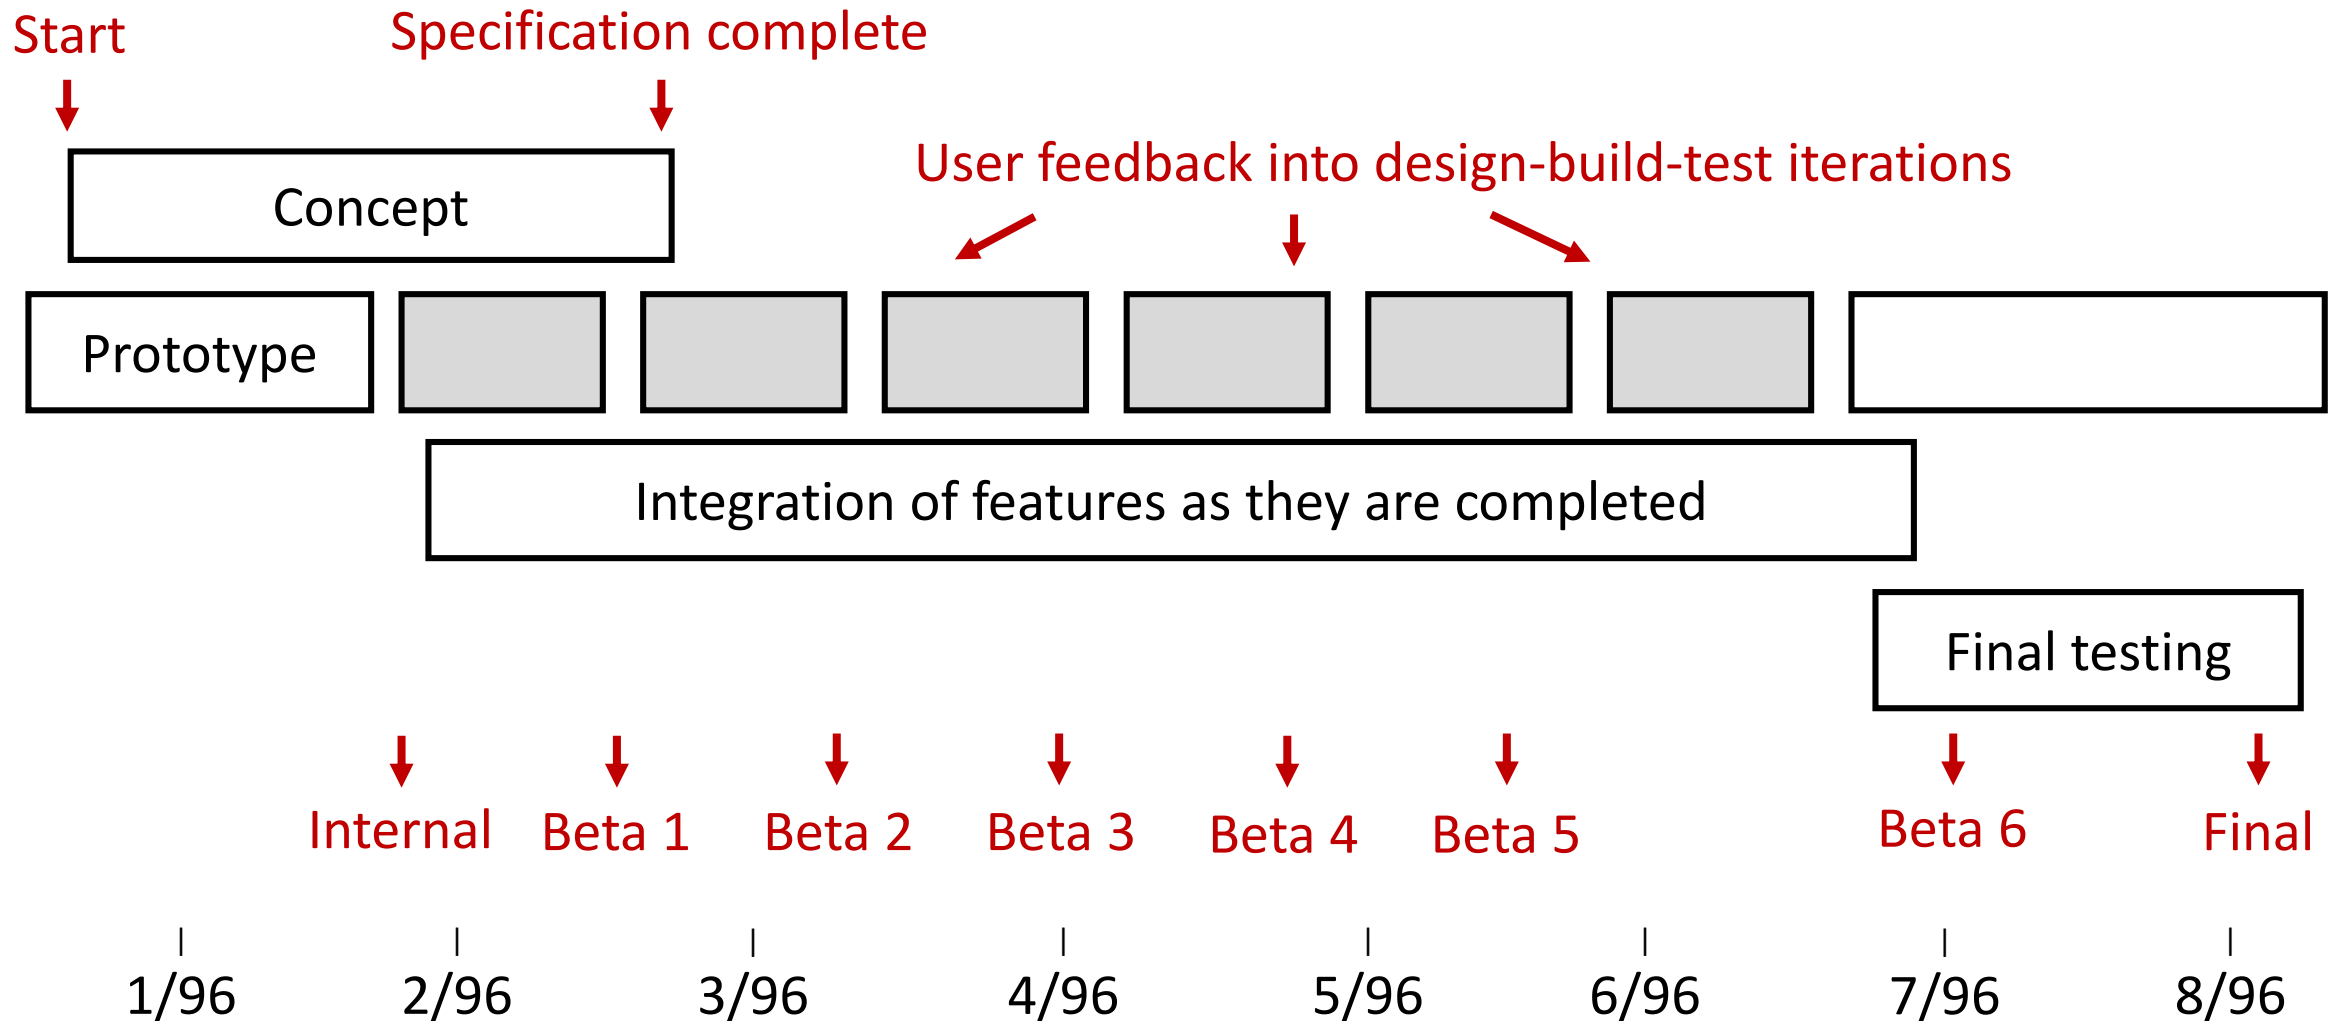 Start
Specification complete
User feedback into design-build-test iterations
Concept
Prototype
Integration of features as they are completed
Final testing
Internal
Beta 1
Beta 2
Beta 3
Beta 4
Beta 5
Beta 6
Final
1/96
2/96
3/96
4/96
5/96
6/96
7/96
8/96